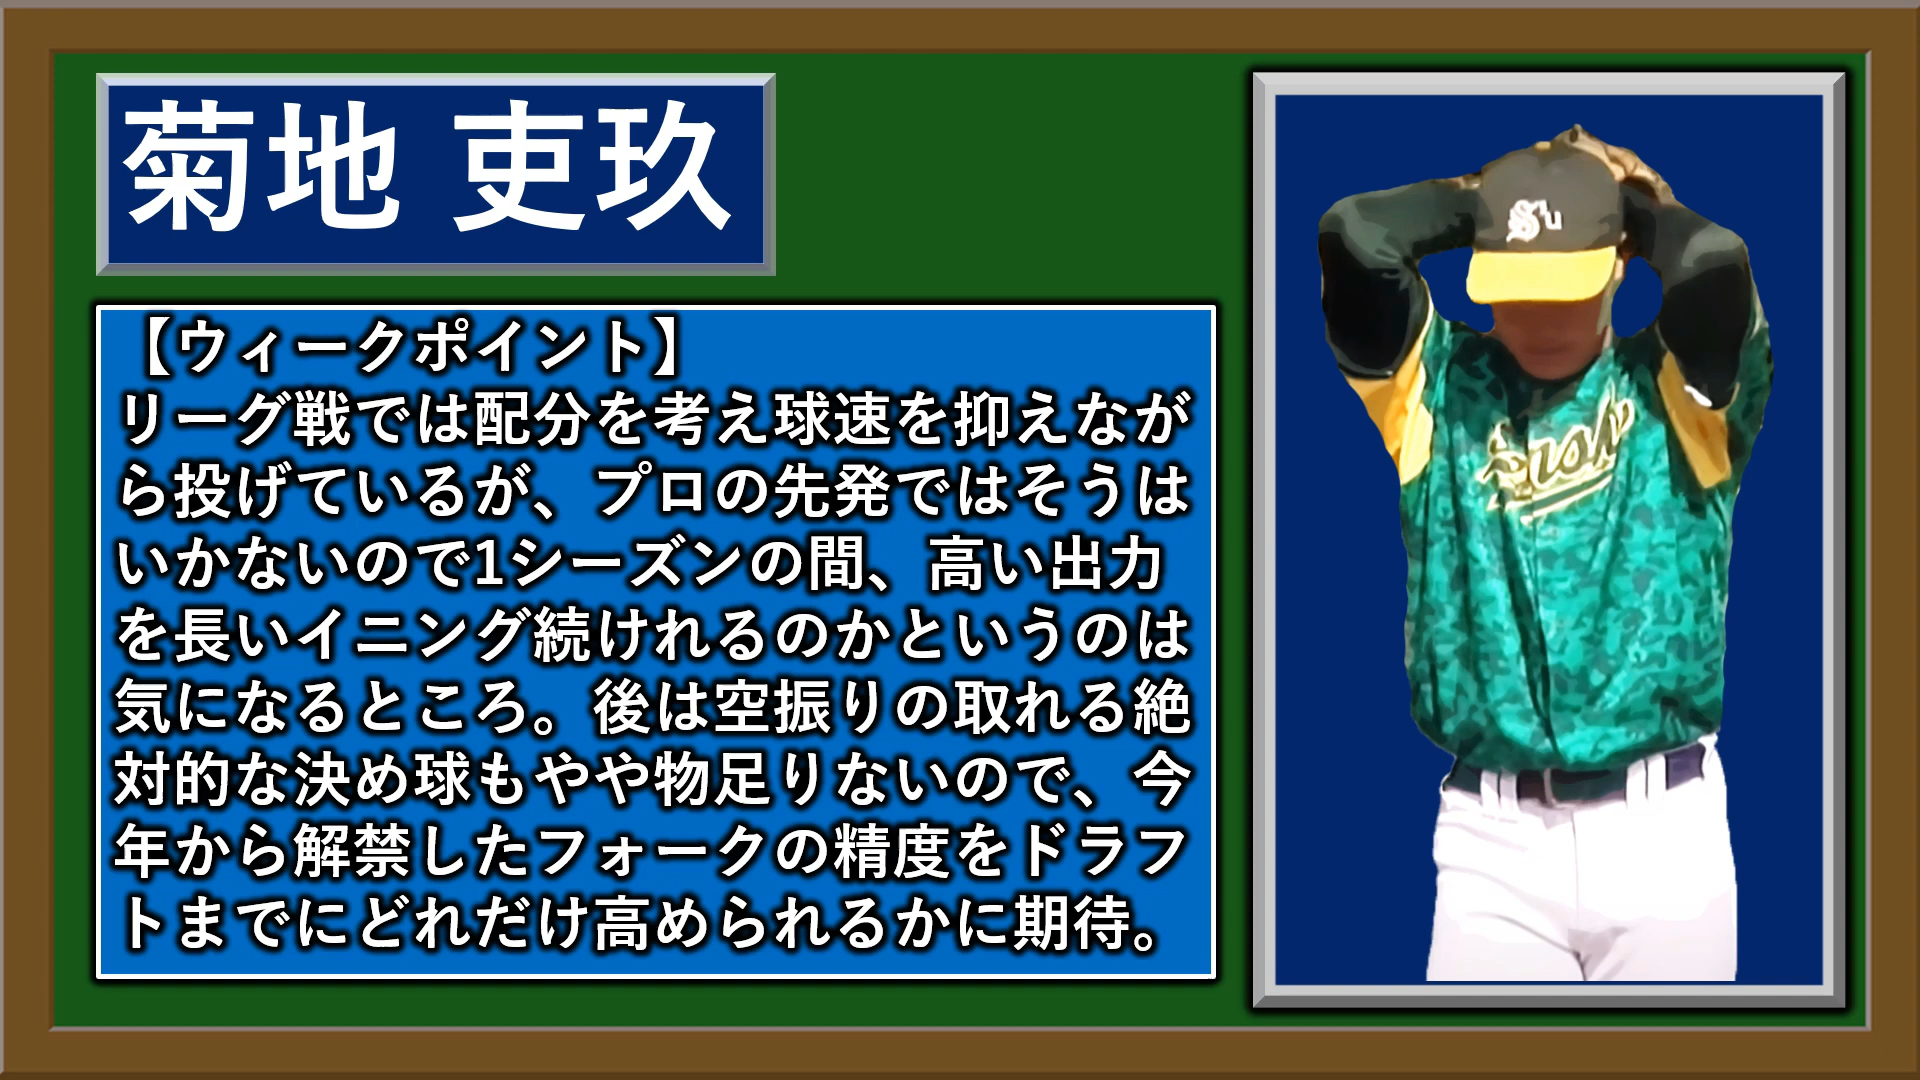 菊地 吏玖
【ウィークポイント】
リーグ戦では配分を考え球速を抑えなが
ら投げているが、プロの先発ではそうは
いかないので1シーズンの間、高い出力
を長いイニング続けれるのかというのは
気になるところ。後は空振りの取れる絶
対的な決め球もやや物足りないので、今
年から解禁したフォークの精度をドラフ
トまでにどれだけ高められるかに期待。
Su